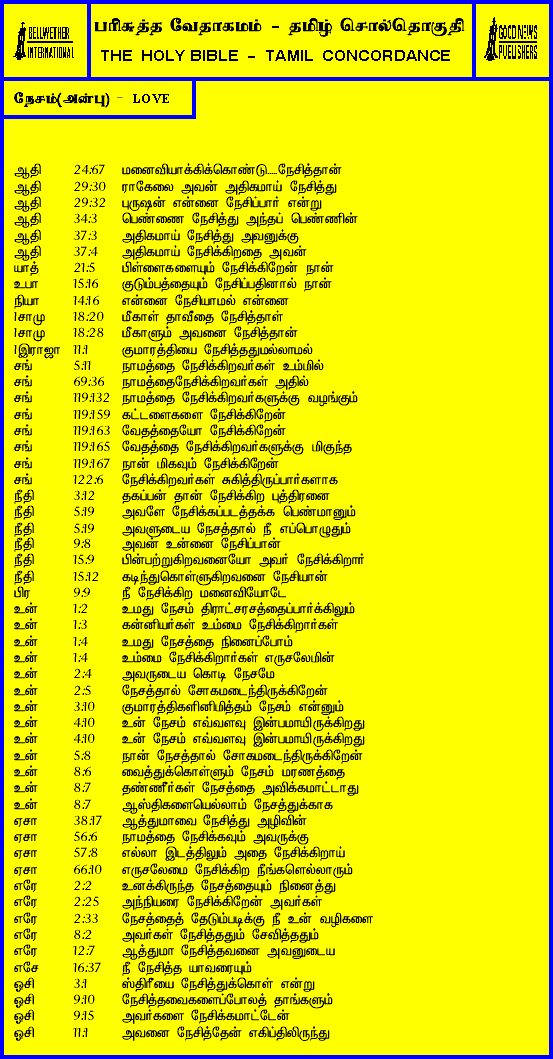 BELLWETHER
INTERNATIONAL
பரிசுத்த வேதாகமம் - தமிழ் சொல்தொகுதி
THE HOLY BIBLE - TAMIL CONCORDANCE
GOOD NEWS
PUBLISHERS
நேசம்(அன்பு) - LOVE
ஆதி 24:67 மனைவியாக்கிக்கொண்டு.....நேசித்தான்
ஆதி 29:30 ராகேலை அவன் அதிகமாய் நேசித்து
ஆதி 29:32 புருஷன் என்னை நேசிப்பார் என்று
ஆதி 34:3 பெண்ணை நேசித்து அந்தப் பெண்ணின்
ஆதி 37:3 அதிகமாய் நேசித்து அவனுக்கு
ஆதி 37:4 அதிகமாய் நேசிக்கிறதை அவன்
யாத் 21:5 பிள்ளைகளையும் நேசிக்கிறேன் நான்
உபா 15:16 குடும்பத்தையும் நேசிப்பதினால் நான்
நியா 14:16 என்னை நேசியாமல் என்னை
1சாமு 18:20 மீகாள் தாவீதை நேசித்தாள்
1சாமு 18:28 மீகாளும் அவனை நேசித்தாள்
1இராஜா 11:1 குமாரத்தியை நேசித்ததுமல்லாமல்
சங் 5:11 நாமத்தை நேசிக்கிறவர்கள் உம்மில்
சங் 69:36 நாமத்தைநேசிக்கிறவர்கள் அதில்
சங் 119:132 நாமத்தை நேசிக்கிறவர்களுக்கு வழங்கும்
சங் 119:159 கட்டளைகளை நேசிக்கிறேன்
சங் 119:163 வேதத்தையோ நேசிக்கிறேன்
சங் 119:165 வேதத்தை நேசிக்கிறவர்களுக்கு மிகுந்த
சங் 119:167 நான் மிகவும் நேசிக்கிறேன்
சங் 122:6 நேசிக்கிறவர்கள் சுகித்திருப்பார்களாக
நீதி 3:12 தகப்பன் தான் நேசிக்கிற புத்திரனை
நீதி 5:19 அவளே நேசிக்கப்படத்தக்க பெண்மானும்
நீதி 5:19 அவளுடைய நேசத்தால் நீ எப்பொழுதும்
நீதி 9:8 அவன் உன்னை நேசிப்பான்
நீதி 15:9 பின்பற்றுகிறவனையோ அவர் நேசிக்கிறார்
நீதி 15:12 கடிந்துகொள்ளுகிறவனை நேசியான்
பிர 9:9 நீ நேசிக்கிற மனைவியோடே
உன் 1:2 உமது நேசம் திராட்சரசத்தைப்பார்க்கிலும்
உன் 1:3 கன்னியர்கள் உம்மை நேசிக்கிறார்கள்
உன் 1:4 உமது நேசத்தை நினைப்போம்
உன் 1:4 உம்மை நேசிக்கிறார்கள் எருசலேமின்
உன் 2:4 அவருடைய கொடி நேசமே
உன் 2:5 நேசத்தால் சோகமடைந்திருக்கிறேன்
உன் 3:10 குமாரத்திகளினிமித்தம் நேசம் என்னும்
உன் 4:10 உன் நேசம் எவ்வளவு இன்பமாயிருக்கிறது
உன் 4:10 உன் நேசம் எவ்வளவு இன்பமாயிருக்கிறது
உன் 5:8 நான் நேசத்தால் சோகமடைந்திருக்கிறேன்
உன் 8:6 வைத்துக்கொள்ளும் நேசம் மரணத்தை
உன் 8:7 தண்ணீர்கள் நேசத்தை அவிக்கமாட்டாது
உன் 8:7 ஆஸ்திகளையெல்லாம் நேசத்துக்காக
ஏசா 38:17 ஆத்துமாவை நேசித்து அழிவின்
ஏசா 56:6 நாமத்தை நேசிக்கவும் அவருக்கு
ஏசா 57:8 எல்லா இடத்திலும் அதை நேசிக்கிறாய்
ஏசா 66:10 எருசலேமை நேசிக்கிற நீங்களெல்லாரும்
எரே 2:2 உனக்கிருந்த நேசத்தையும் நினைத்து
எரே 2:25 அந்நியரை நேசிக்கிறேன் அவர்கள்
எரே 2:33 நேசத்தைத் தேடும்படிக்கு நீ உன் வழிகளை
எரே 8:2 அவர்கள் நேசித்ததும் சேவித்ததும்
எரே 12:7 ஆத்துமா நேசித்தவனை அவனுடைய
எசே 16:37 நீ நேசித்த யாவரையும்
ஓசி 3:1 ஸ்திரீயை நேசித்துக்கொள் என்று
ஓசி 9:10 நேசித்தவைகளைப்போலத் தாங்களும்
ஓசி 9:15 அவர்களை நேசிக்கமாட்டேன்
ஓசி 11:1 அவனை நேசித்தேன் எகிப்திலிருந்து